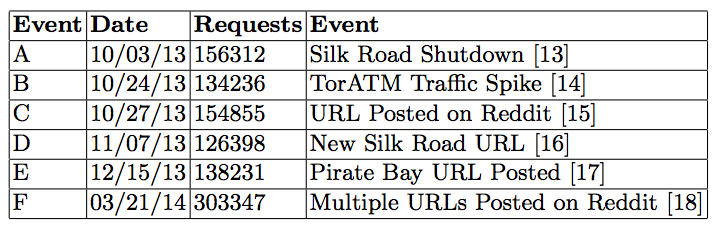 Event Date Requests Event
A 10/03/13 156312 Silk Road Shutdown [13]
B 10/24/13 134236 TorATM Traffic Spike [14]
C 10/27/13 154855 URL Posted on Reddit [15]
D 11/07/13 126398 New Silk Road URL [16]
E 12/15/13 138231 Pirate Bay URL Posted [17]
F 03/21/14 303347 Multiple URLs Posted on Reddit [18]